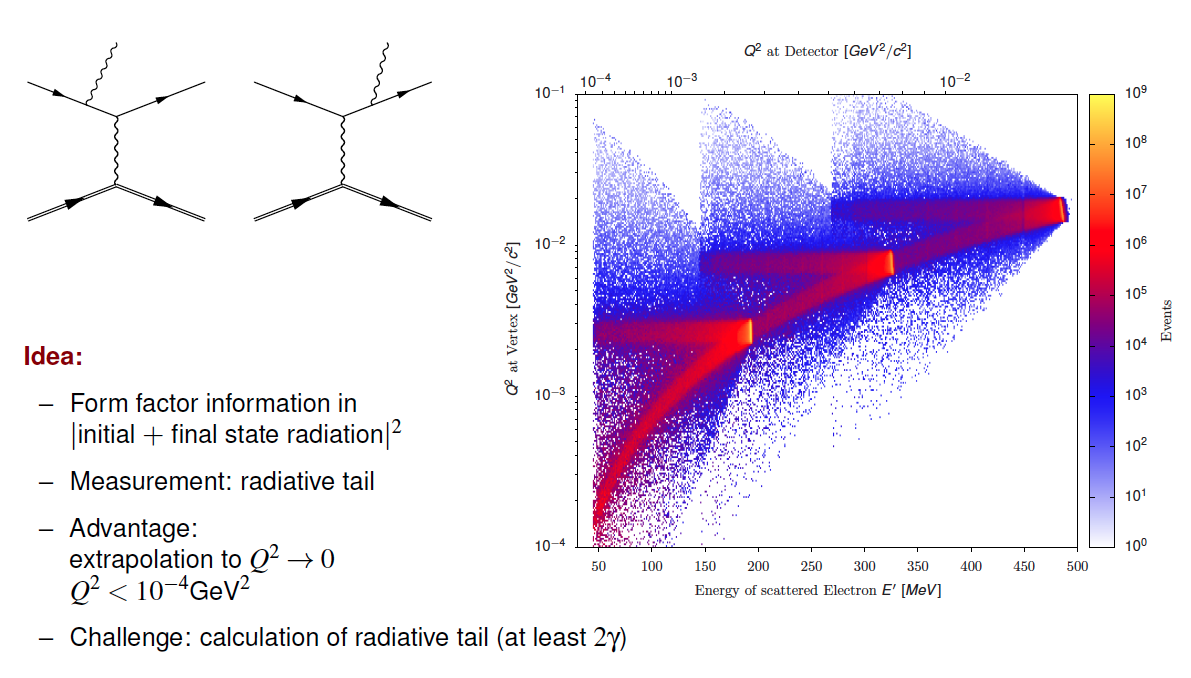 Idea:
– Form factor information in
|initial + final state radiation|²
– Measurement: radiative tail
– Advantage:
extrapolation to Q² → 0
Q² < 10⁻⁴GeV²
– Challenge: calculation of radiative tail (at least 2γ)
Q² at Detector [GeV²/c²]
10⁻⁴ 10⁻³ 10⁻²
Q² at Vertex [GeV²/c²]
10⁻¹
10⁻²
10⁻³
10⁻⁴
50 100 150 200 250 300 350 400 450 500
Energy of scattered Electron E′ [MeV]
10⁹
10⁸
10⁷
10⁶
10⁵
10⁴
10³
10²
10¹
10⁰
Events